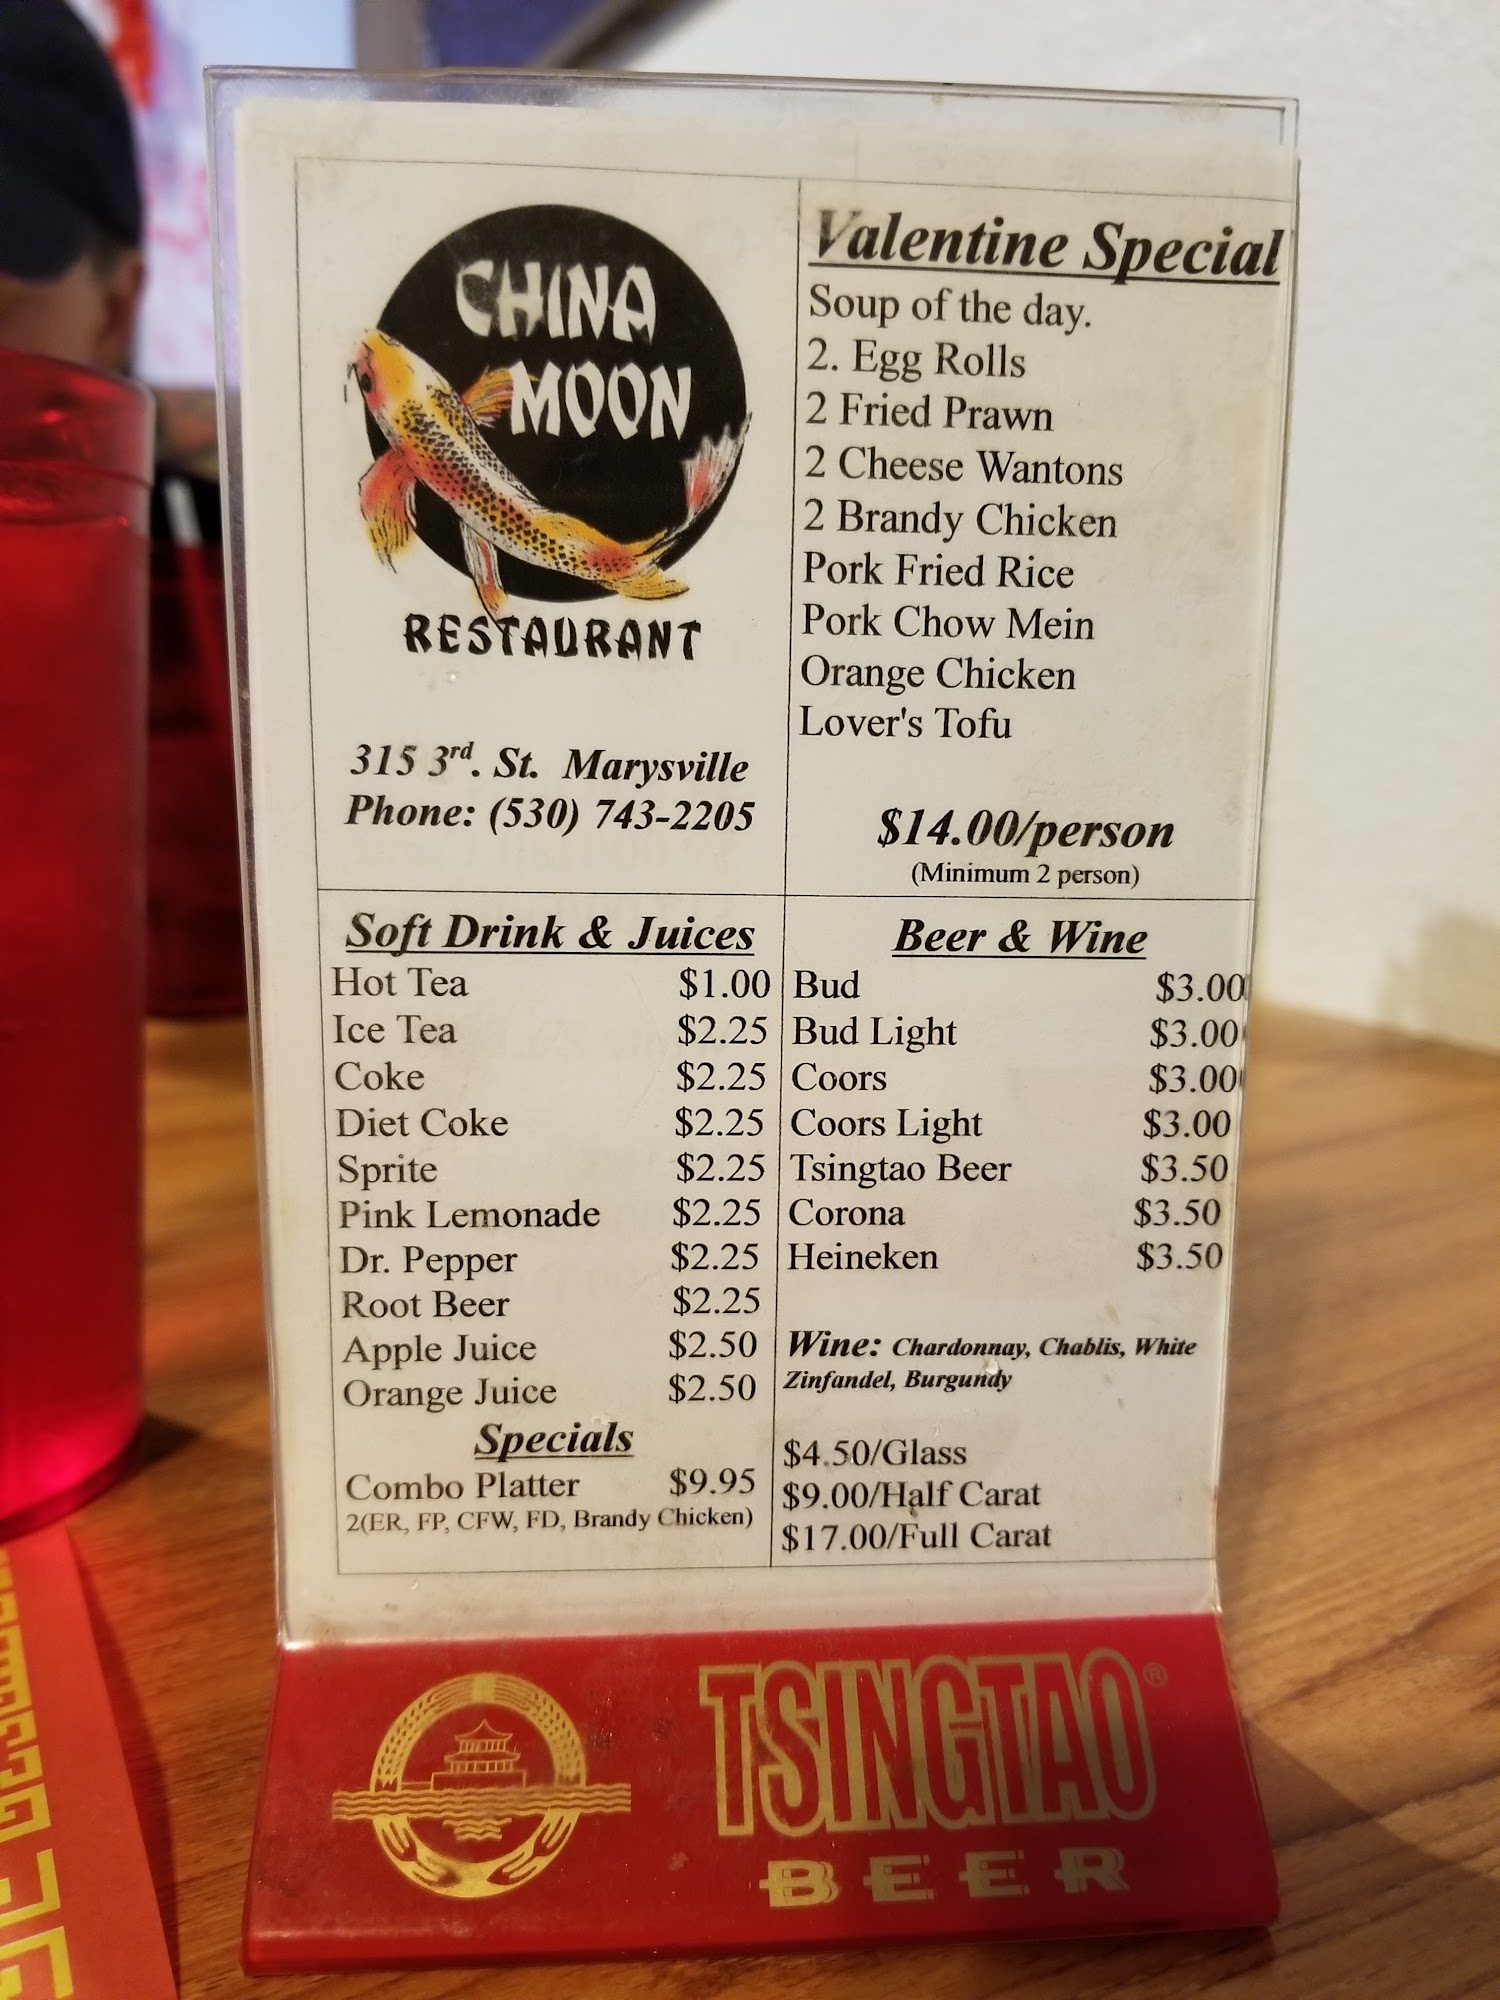 CHINA
MOON
RESTAURANT
315 3rd. St. Marysville
Phone: (530) 743-2205
Valentine Special
Soup of the day.
2. Egg Rolls
2 Fried Prawn
2 Cheese Wantons
2 Brandy Chicken
Pork Fried Rice
Pork Chow Mein
Orange Chicken
Lover's Tofu
$14.00/person
(Minimum 2 person)
Soft Drink & Juices
Hot Tea $1.00
Ice Tea $2.25
Coke $2.25
Diet Coke $2.25
Sprite $2.25
Pink Lemonade $2.25
Dr. Pepper $2.25
Root Beer $2.25
Apple Juice $2.50
Orange Juice $2.50
Specials
Combo Platter $9.95
2(ER, FP, CFW, FD, Brandy Chicken)
Beer & Wine
Bud $3.00
Bud Light $3.00
Coors $3.00
Coors Light $3.00
Tsingtao Beer $3.50
Corona $3.50
Heineken $3.50
Wine: Chardonnay, Chablis, White
Zinfandel, Burgundy
$4.50/Glass
$9.00/Half Carat
$17.00/Full Carat
TSINGTAO®
BEER